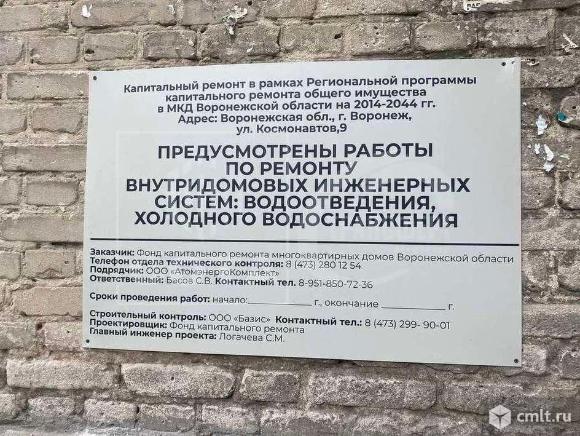 Капитальный ремонт в рамках Региональной программы
капитального ремонта общего имущества
в МКД Воронежской области на 2014-2044 гг.
Адрес: Воронежская обл., г. Воронеж,
ул. Космонавтов,9
ПРЕДУСМОТРЕНЫ РАБОТЫ
ПО РЕМОНТУ
ВНУТРИДОМОВЫХ ИНЖЕНЕРНЫХ
СИСТЕМ: ВОДООТВЕДЕНИЯ,
ХОЛОДНОГО ВОДОСНАБЖЕНИЯ
Заказчик: Фонд капитального ремонта многоквартирных домов Воронежской области
Телефон отдела технического контроля: 8 (473) 280 12 54
Подрядчик: ООО «АтомэнергоКомплект»
Ответственный: Басов С.В. Контактный тел. 8-951-850-72-36
Сроки проведения работ: начало:____________ г., окончание ____________ г.
Строительный контроль: ООО «Базис» Контактный тел.: 8 (473) 299- 90-01
Проектировщик: Фонд капитального ремонта
Главный инженер проекта: Логачева С.М.
cmlt.ru